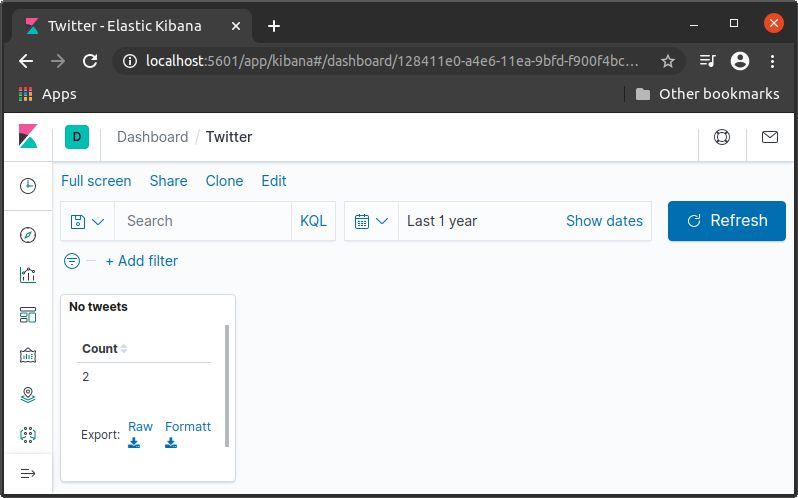 Twitter - Elastic Kibana
localhost:5601/app/kibana#/dashboard/128411e0-a4e6-11ea-9bfd-f900f4bc...
Apps
Other bookmarks
D
Dashboard / Twitter
Full screen Share Clone Edit
Search KQL Last 1 year Show dates Refresh
+ Add filter
No tweets
Count
2
Export: Raw Formatt